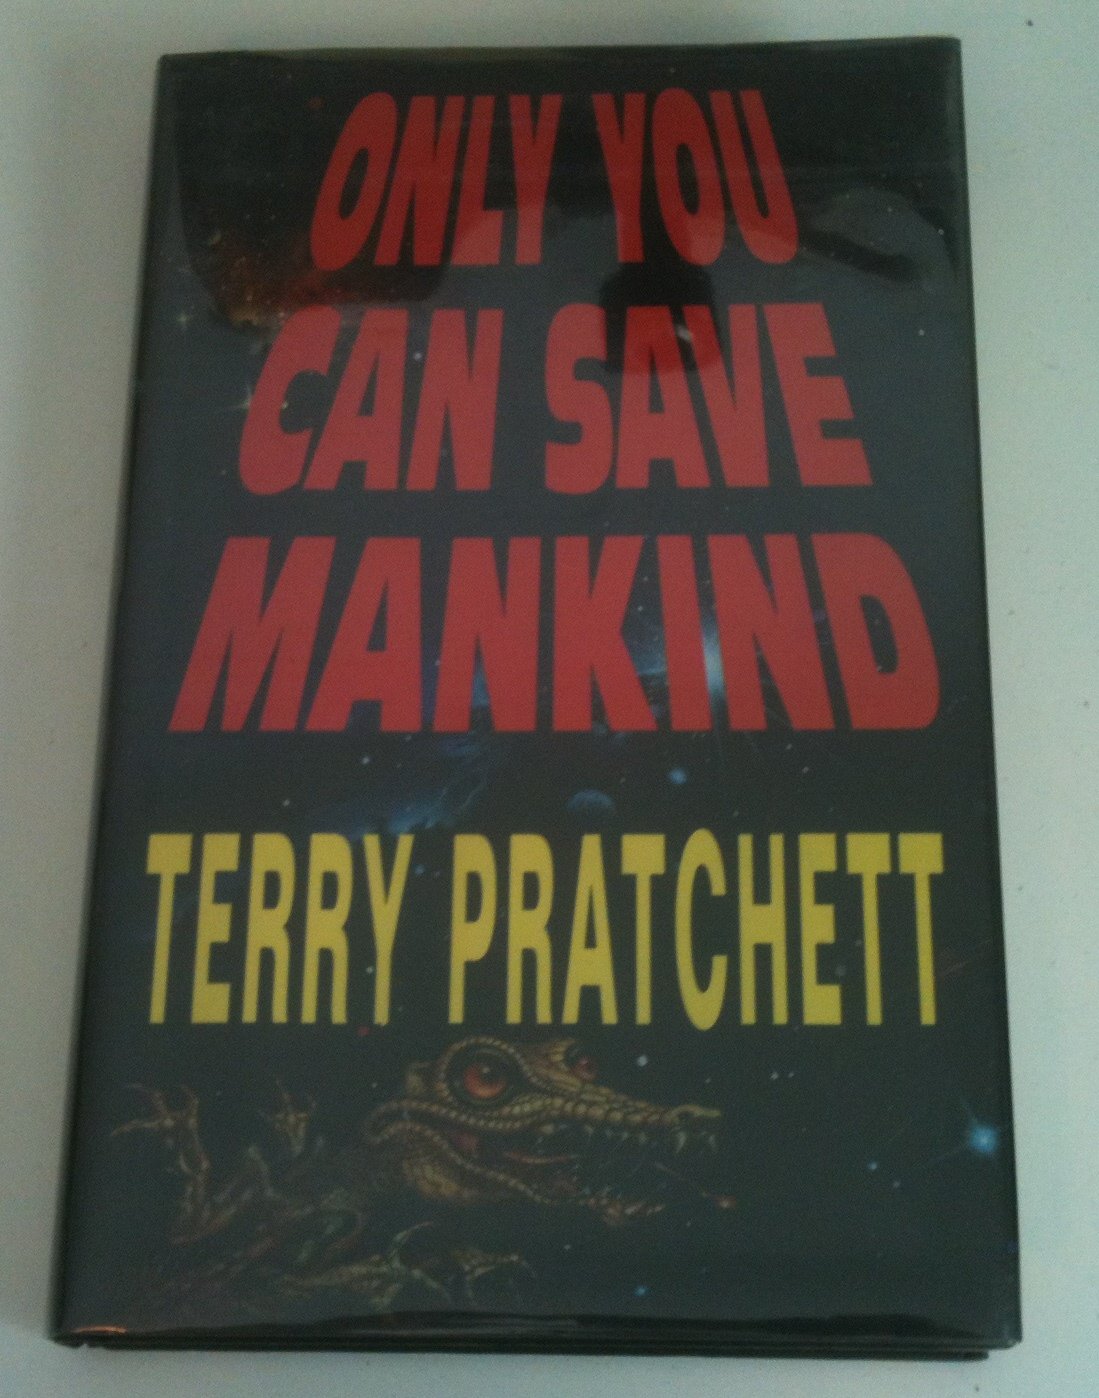 ONLY YOU
CAN SAVE
MANKIND
TERRY PRATCHETT